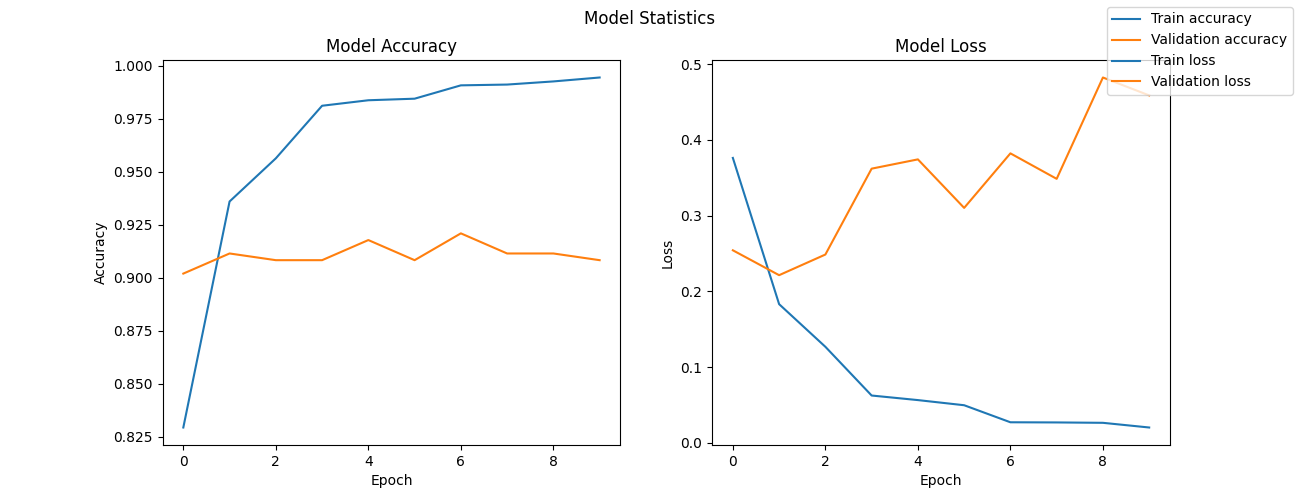 Model Statistics
Model Accuracy
1.000
0.975
0.950
0.925
0.900
0.875
0.850
0.825
Accuracy
0 2 4 6 8
Epoch
Model Loss
0.5
0.4
0.3
0.2
0.1
0.0
Loss
0 2 4 6 8
Epoch
Train accuracy
Validation accuracy
Train loss
Validation loss